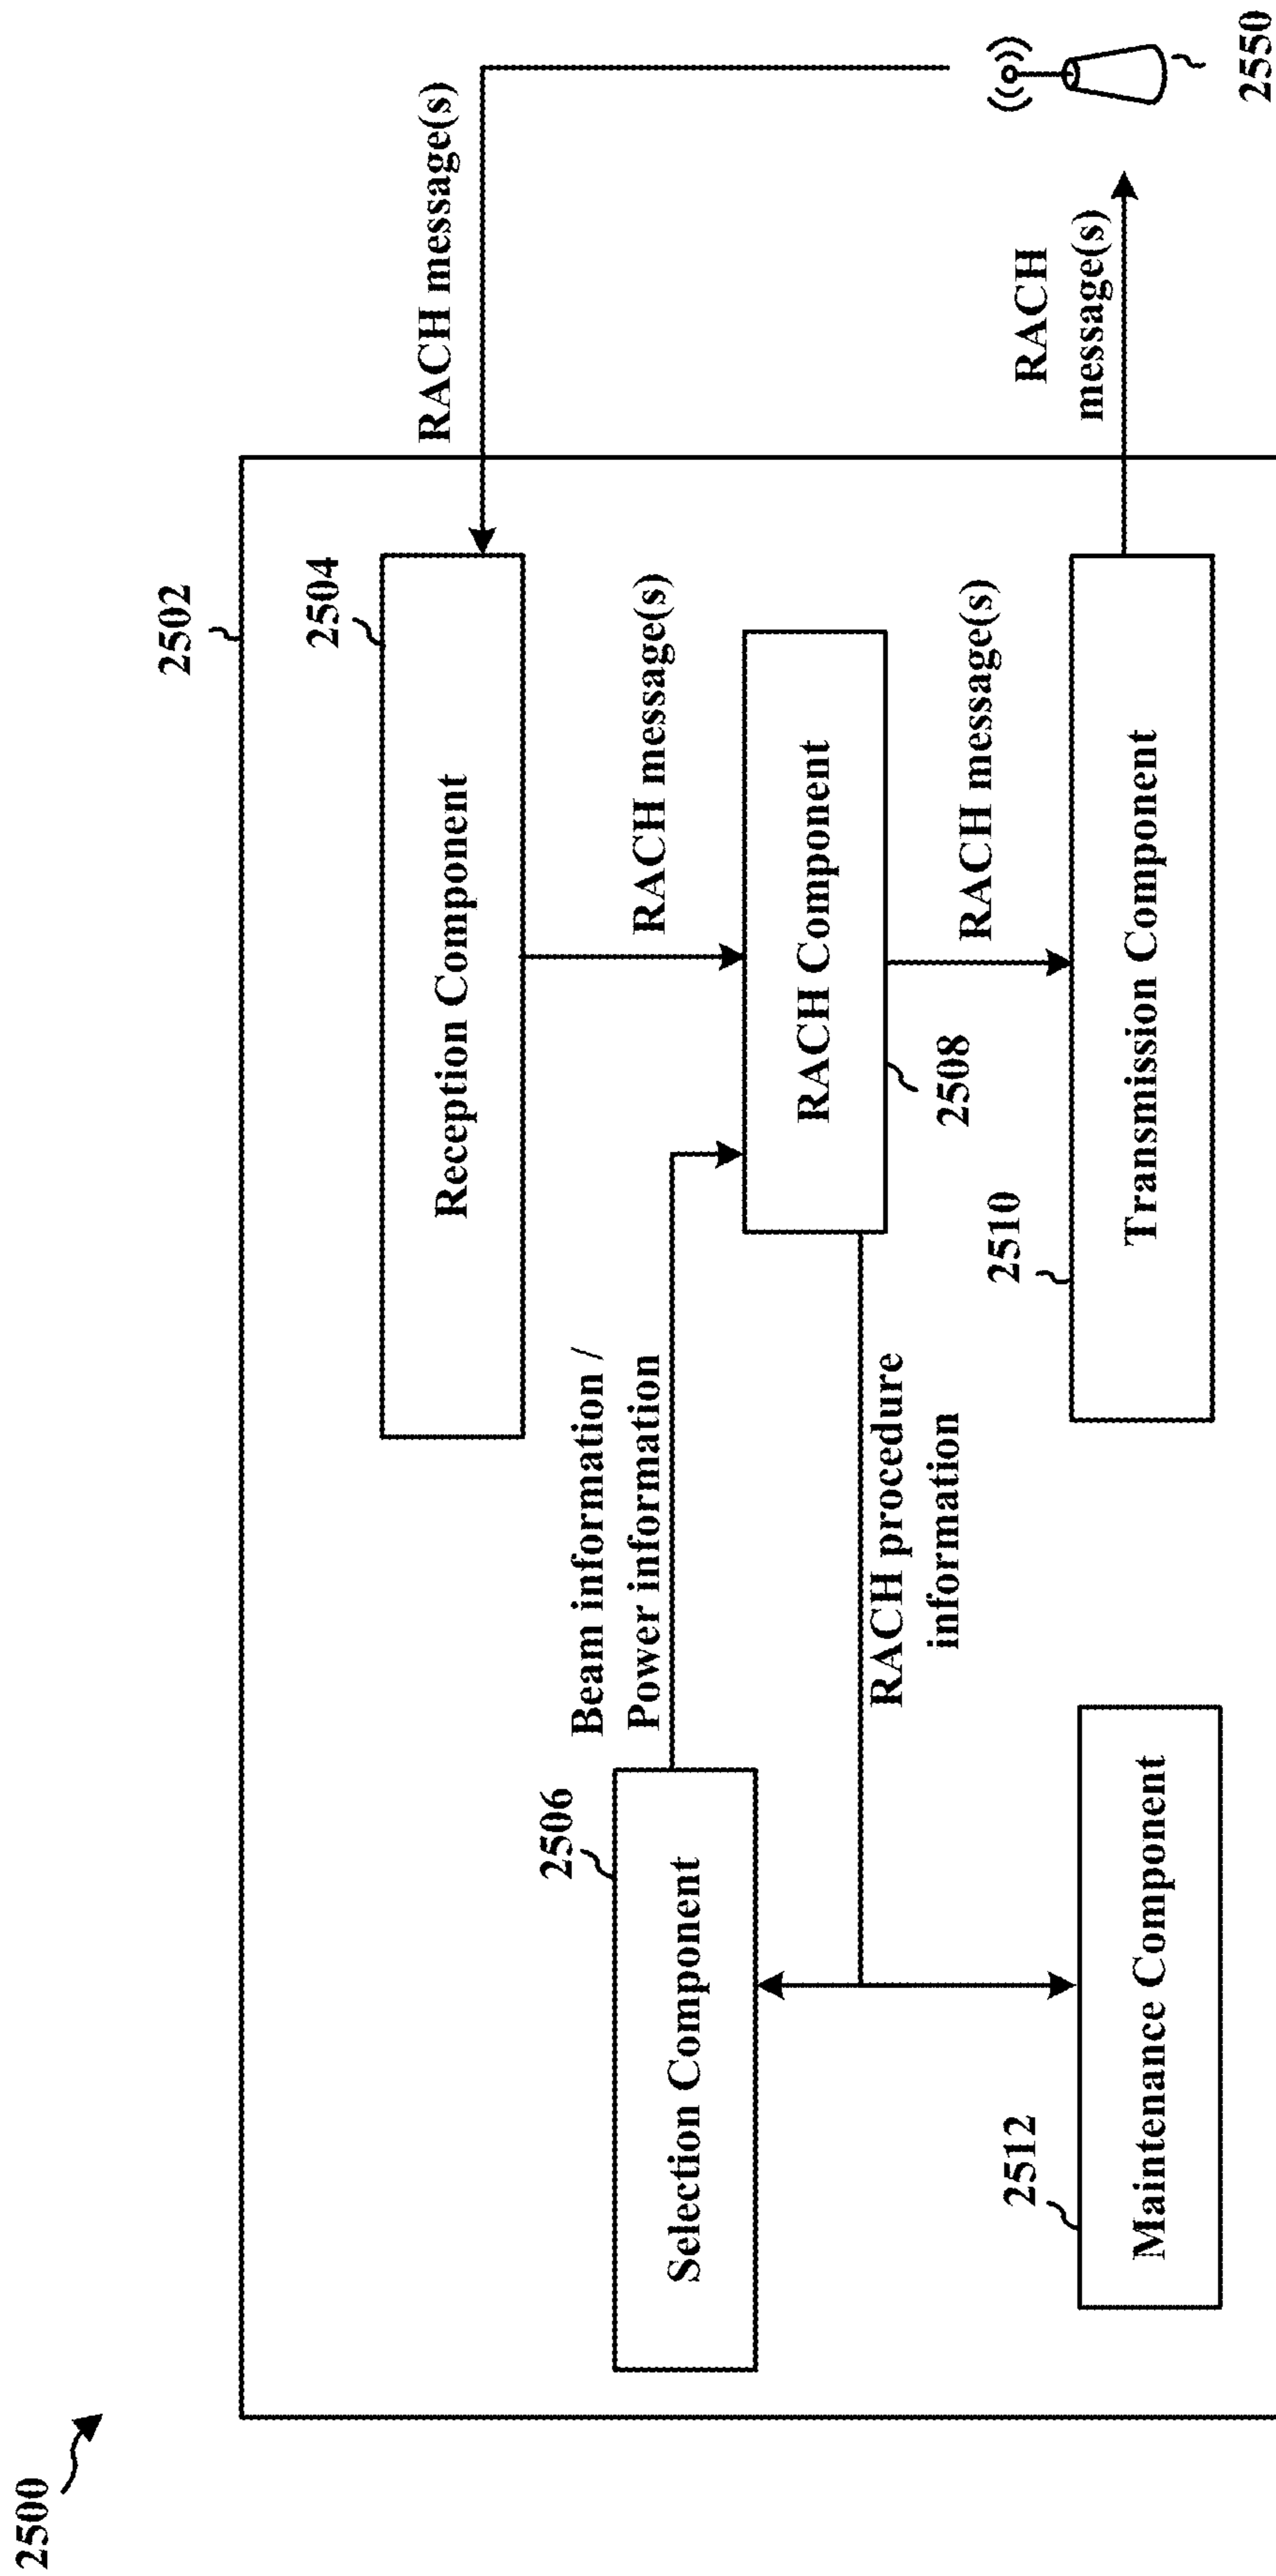 2500
2502
2504
Reception Component
RACH message(s)
RACH message(s)
Beam information /
Power information
2506
Selection Component
RACH Component
2508
RACH procedure
information
RACH message(s)
RACH
message(s)
2510
Transmission Component
2512
Maintenance Component
2550